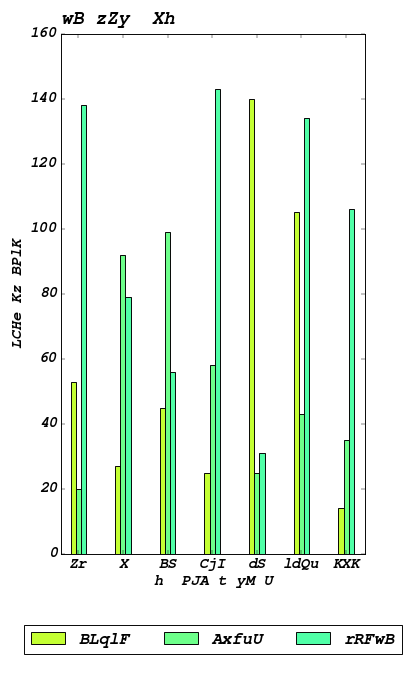 wB zZy  Xh
160
140
120
100
80
60
40
20
0
LCHe Kz BPlK
Zr X BS CjI dS ldQu KXK
h  PJA t yM U
BLqlF AxfuU rRFwB